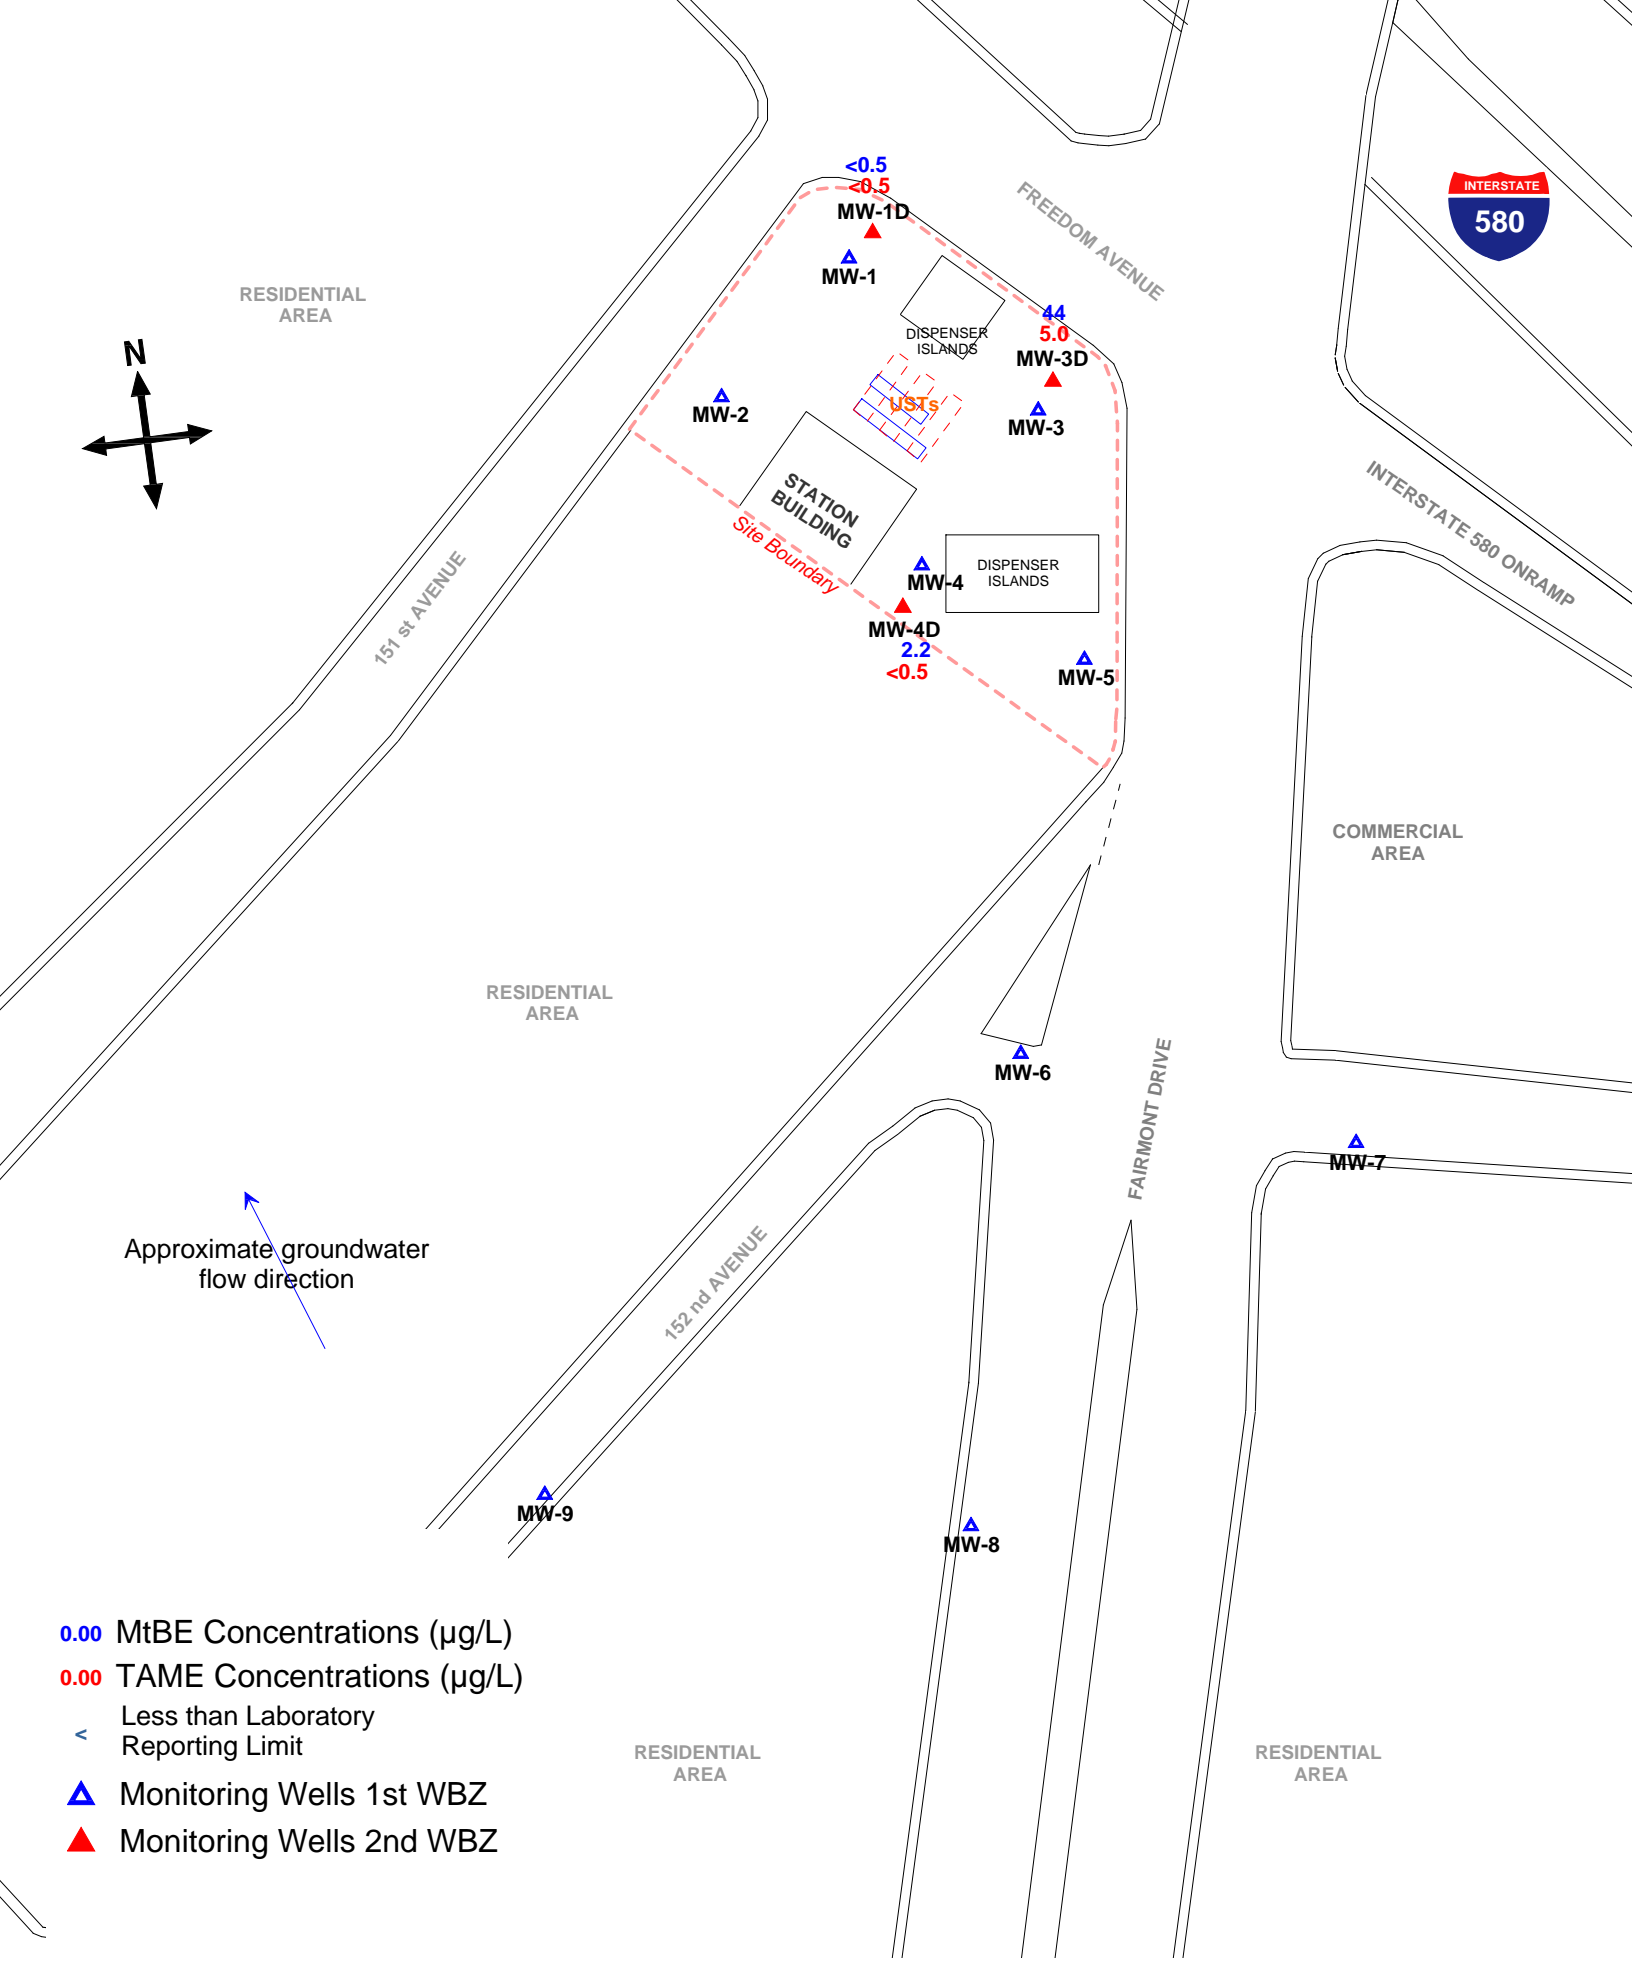 <0.5
<0.5
MW-1D
MW-1
FREEDOM AVENUE
INTERSTATE
580
RESIDENTIAL
AREA
N
44
5.0
MW-3D
MW-3
DISPENSER
ISLANDS
USTs
MW-2
STATION
BUILDING
Site Boundary
INTERSTATE 580 ONRAMP
151 st AVENUE
MW-4
DISPENSER
ISLANDS
MW-4D
2.2
<0.5
MW-5
COMMERCIAL
AREA
RESIDENTIAL
AREA
MW-6
FAIRMONT DRIVE
MW-7
Approximate groundwater
flow direction
152 nd AVENUE
MW-9
MW-8
0.00 MtBE Concentrations (µg/L)
0.00 TAME Concentrations (µg/L)
< Less than Laboratory
Reporting Limit
Monitoring Wells 1st WBZ
Monitoring Wells 2nd WBZ
RESIDENTIAL
AREA
RESIDENTIAL
AREA